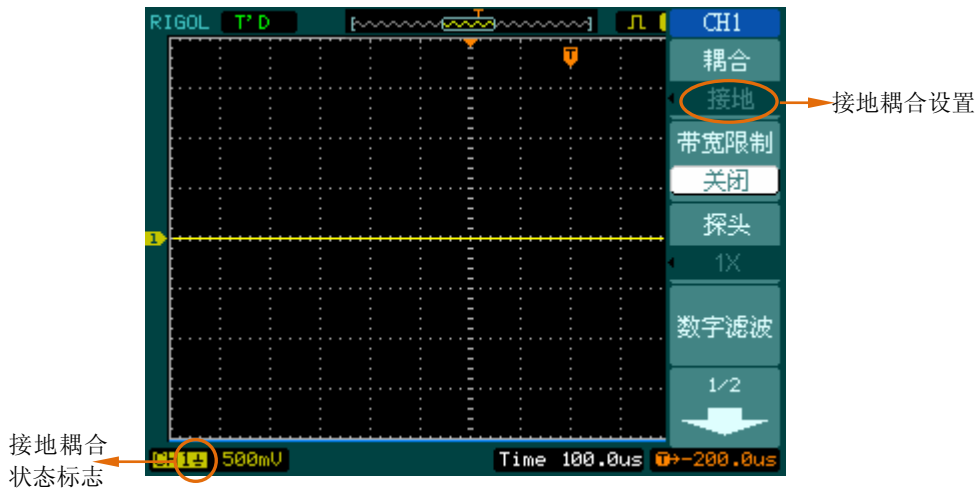 RIGOL T'D T CH1
耦合
接地
接地耦合设置
带宽限制
关闭
T
探头
1
1X
数字滤波
1/2
接地耦合
状态标志
CH1 500mV Time 100.0us T→-200.0us